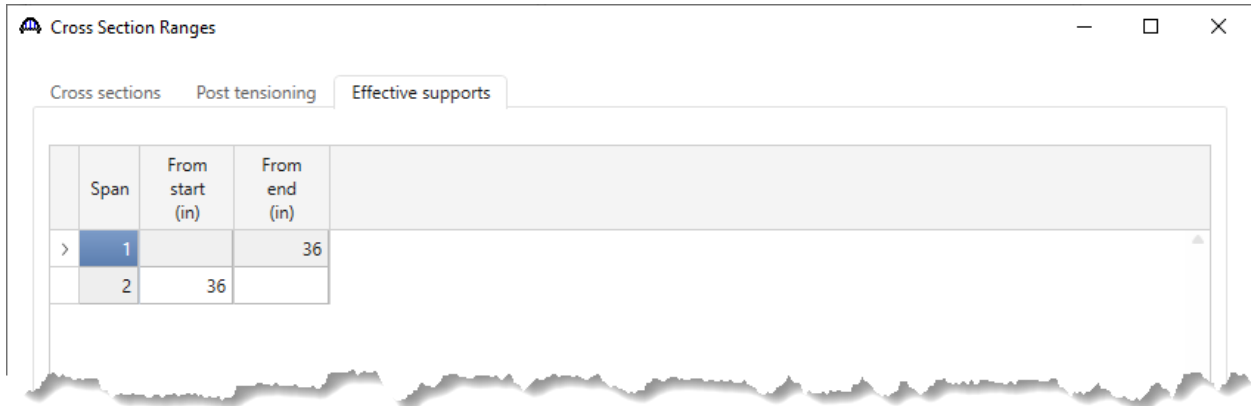 Cross Section Ranges
Cross sections Post tensioning Effective supports
Span From start (in) From end (in)
1 36
2 36